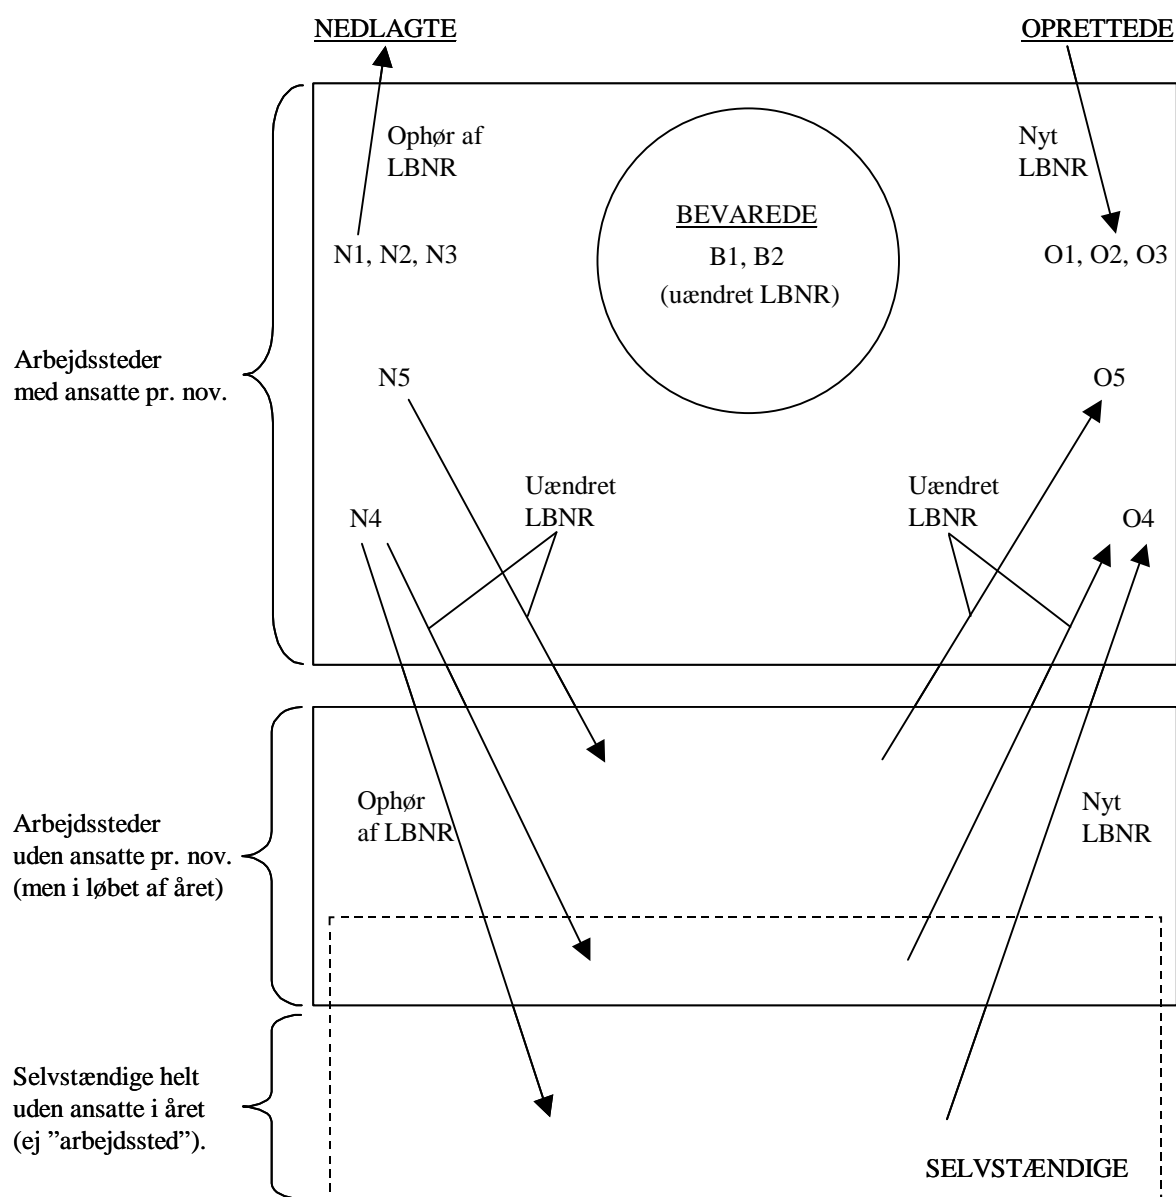 NEDLAGTE
OPRETTEDE
Ophør af
LBNR
Nyt
LBNR
BEVAREDE
N1, N2, N3
B1, B2
O1, O2, O3
(uændret LBNR)
Arbejdssteder
med ansatte pr. nov.
N5
O5
Uændret
LBNR
Uændret
LBNR
N4
O4
Ophør
af LBNR
Nyt
LBNR
Arbejdssteder
uden ansatte pr. nov.
(men i løbet af året)
Selvstændige helt
uden ansatte i året
(ej ”arbejdssted”).
SELVSTÆNDIGE